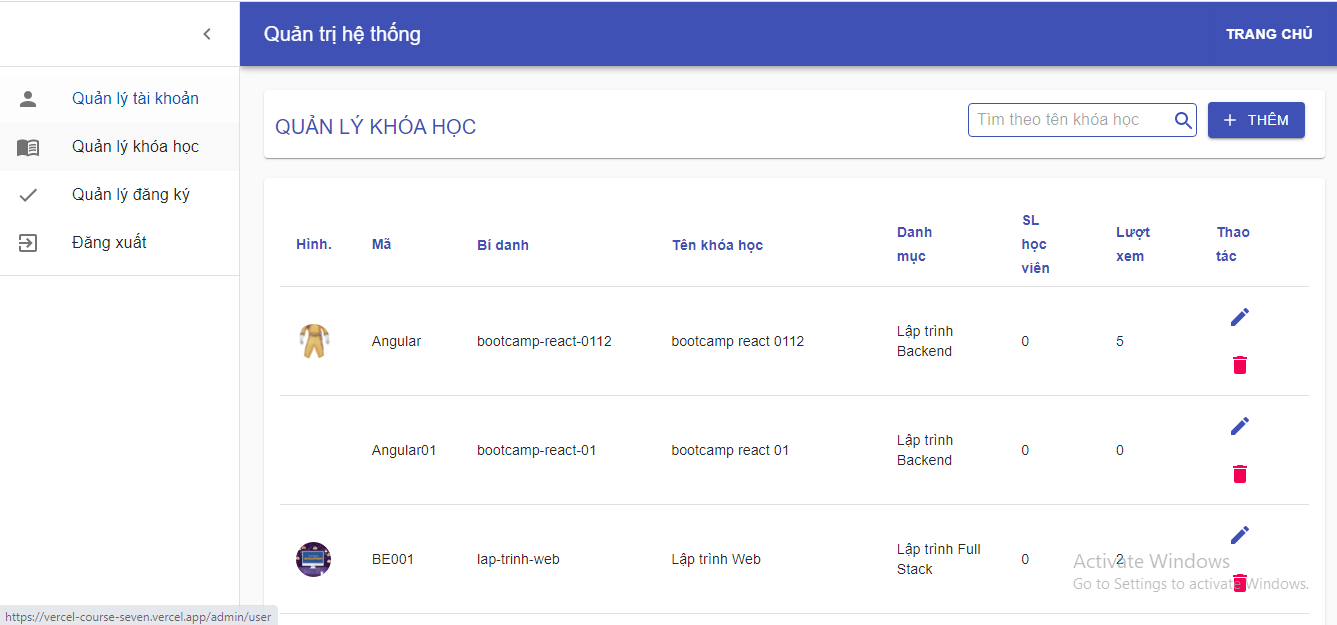 Quản trị hệ thống
TRANG CHỦ
Quản lý tài khoản
Quản lý khóa học
Quản lý đăng ký
Đăng xuất
QUẢN LÝ KHÓA HỌC
Tìm theo tên khóa học
THÊM
Hình.
Mã
Bí danh
Tên khóa học
Danh
mục
SL
học
viên
Lượt
xem
Thao
tác
Angular
bootcamp-react-0112
bootcamp react 0112
Lập trình
Backend
0
5
Angular01
bootcamp-react-01
bootcamp react 01
Lập trình
Backend
0
0
BE001
lap-trinh-web
Lập trình Web
Lập trình Full
Stack
0
2
Activate Windows
Go to Settings to activate Windows.
https://vercel-course-seven.vercel.app/admin/user